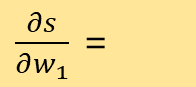 ∂s/∂w₁ =